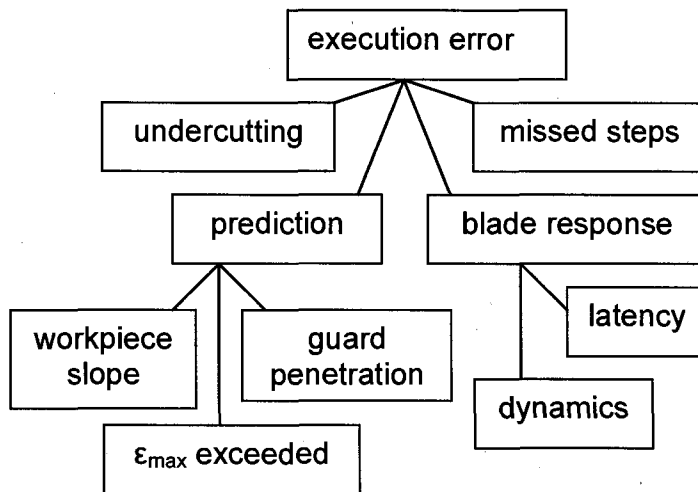 execution error
undercutting
missed steps
prediction
blade response
workpiece
slope
guard
penetration
latency
dynamics
εmax exceeded